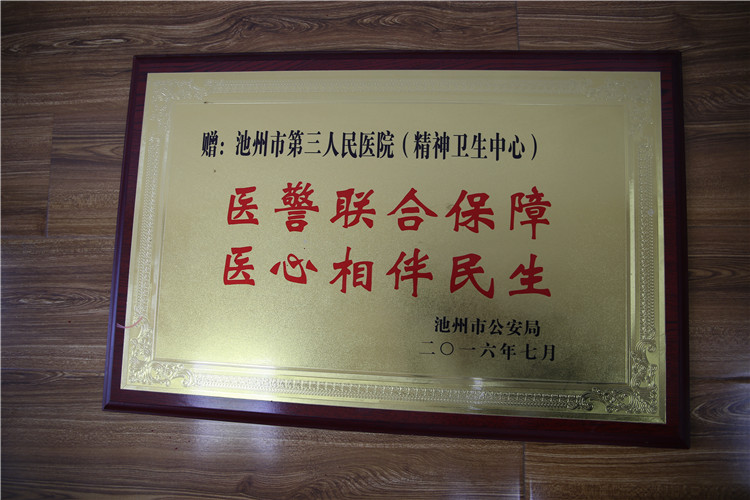 赠：池州市第三人民医院（精神卫生中心）
医警联合保障
医心相伴民生
池州市公安局
二〇一六年七月